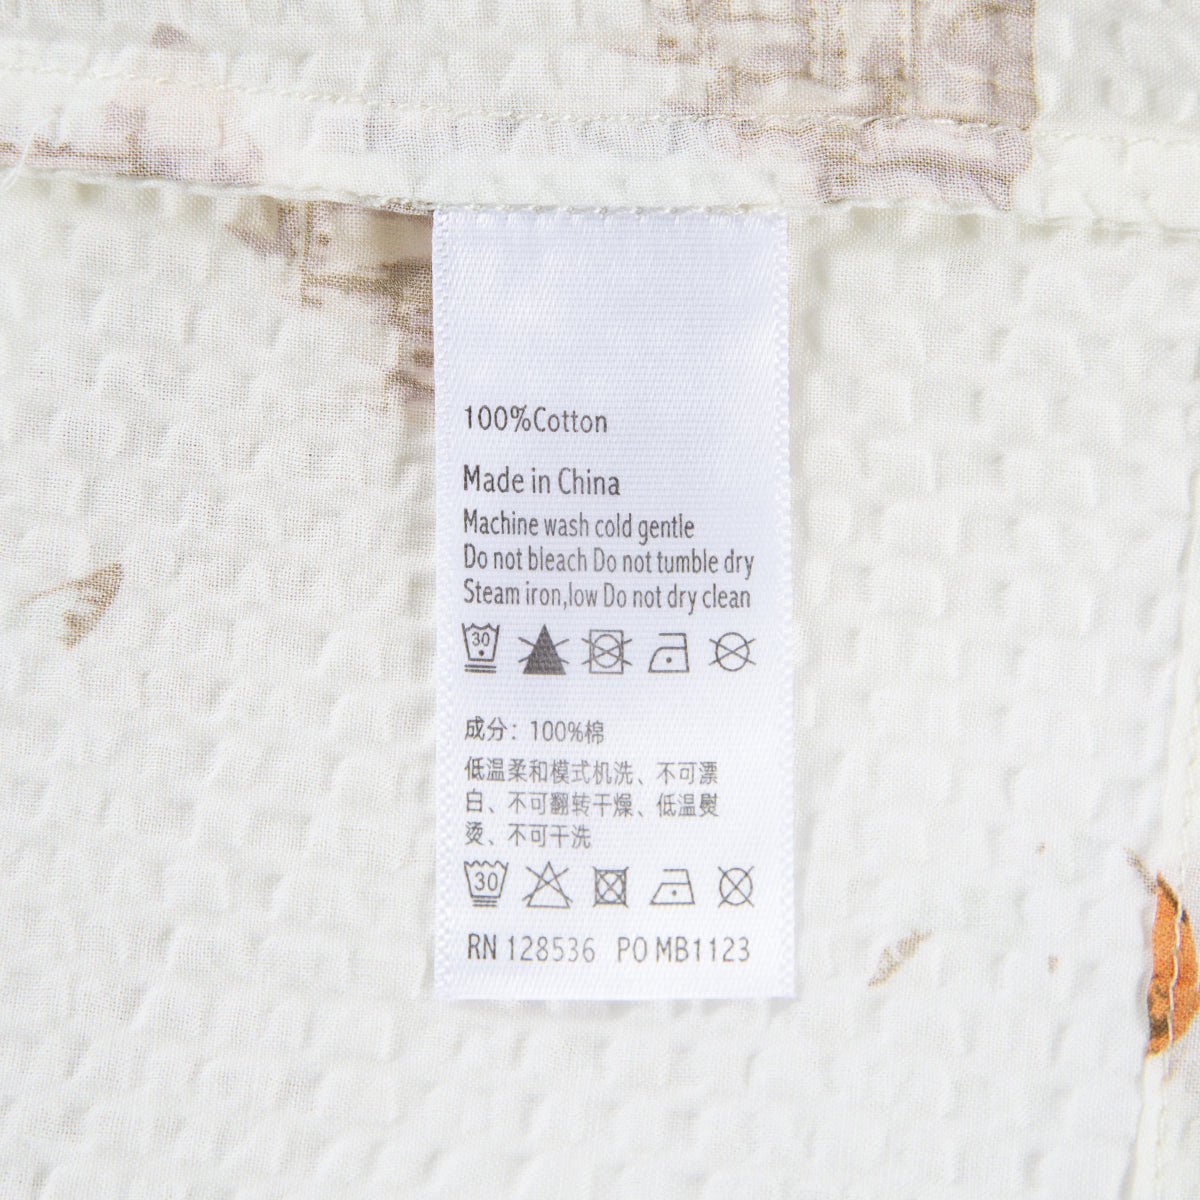 100%Cotton
Made in China
Machine wash cold gentle
Do not bleach Do not tumble dry
Steam iron,low Do not dry clean
30
成分：100%棉
低温柔和模式机洗、不可漂
白、不可翻转干燥、低温熨
烫、不可干洗
30
RN 128536 PO MB1123